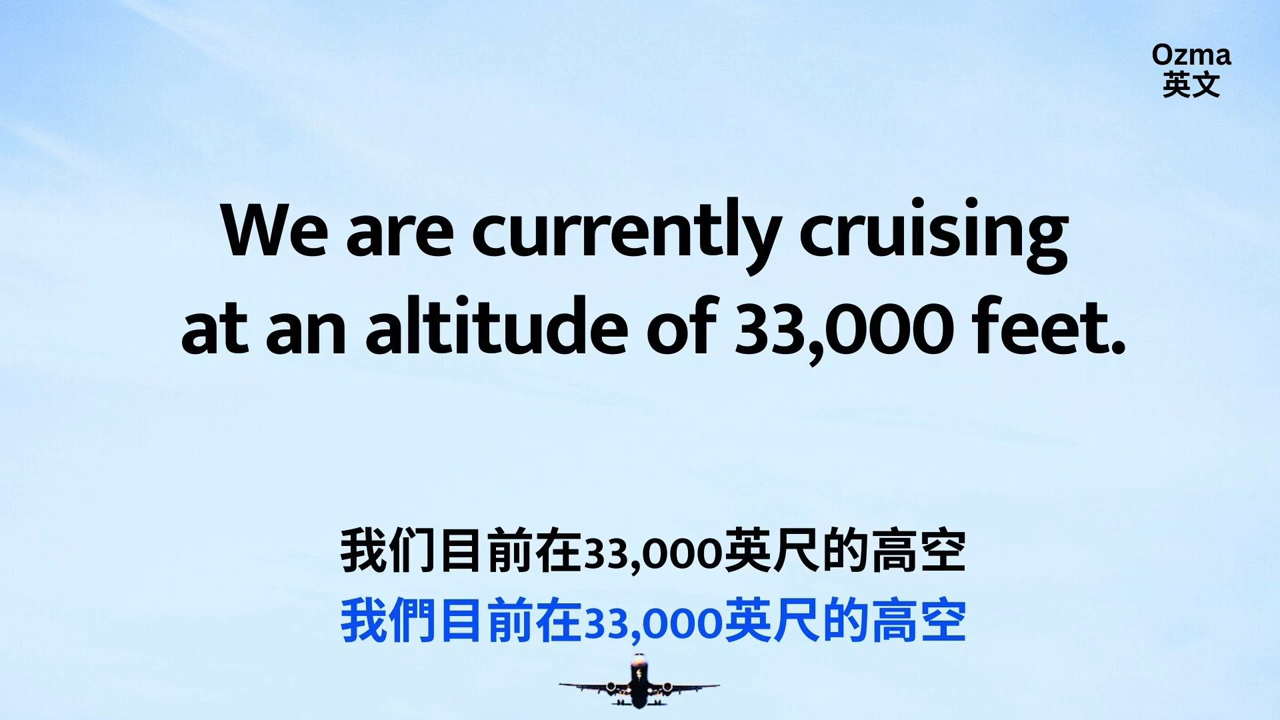 Ozma
英文
We are currently cruising
at an altitude of 33,000 feet.
我们目前在33,000英尺的高空
我們目前在33,000英尺的高空